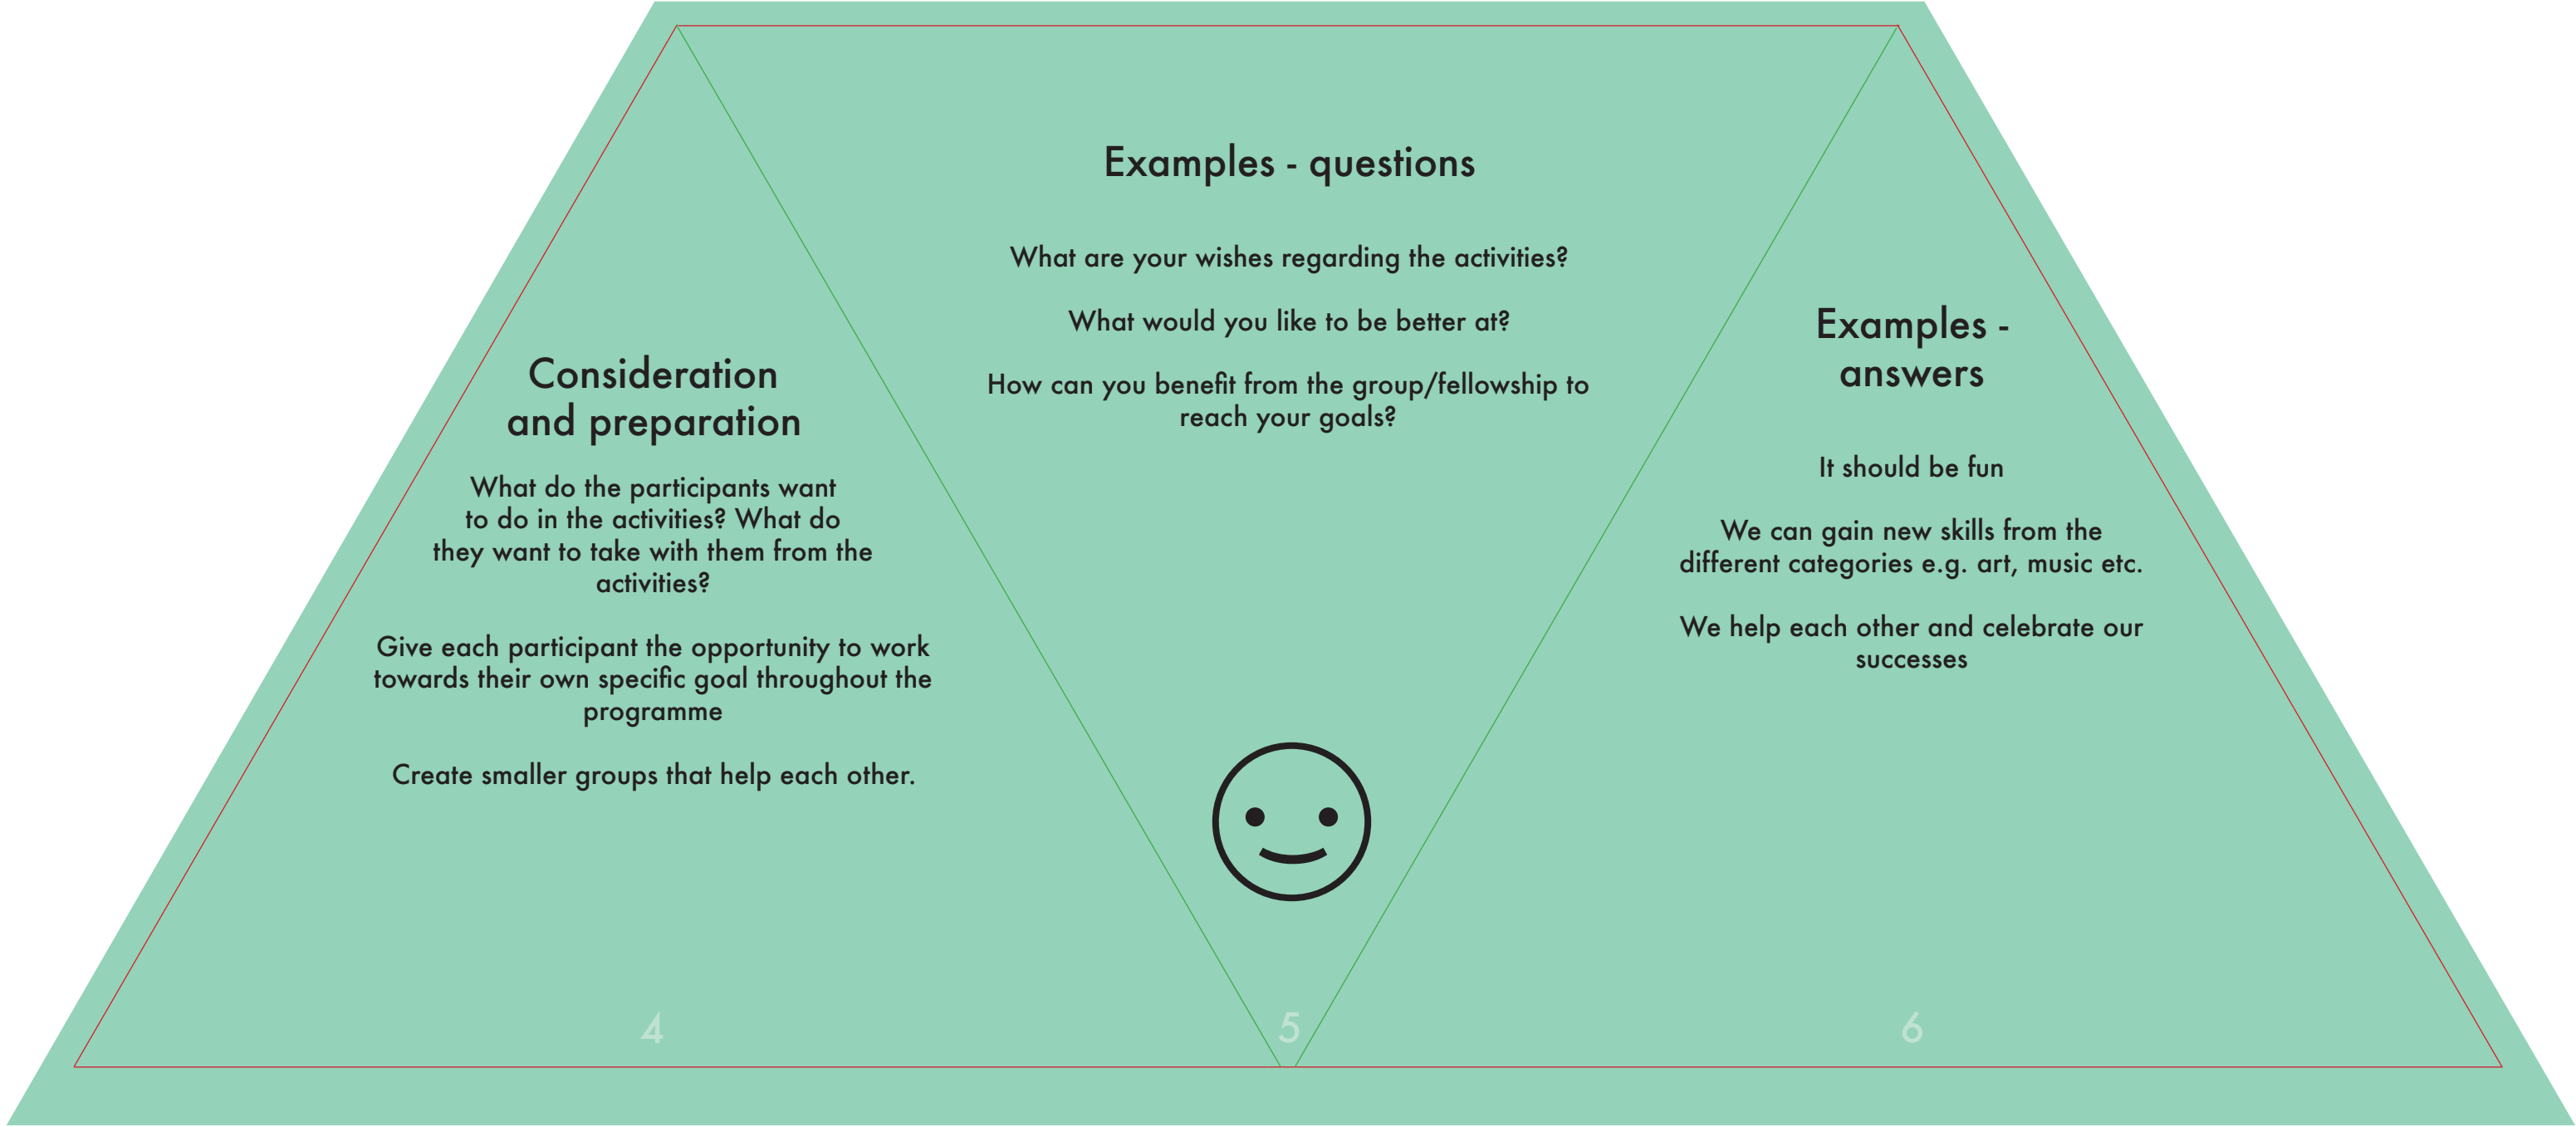 Consideration
and preparation
What do the participants want
to do in the activities? What do
they want to take with them from the
activities?
Give each participant the opportunity to work
towards their own specific goal throughout the
programme
Create smaller groups that help each other.
4
Examples - questions
What are your wishes regarding the activities?
What would you like to be better at?
How can you benefit from the group/fellowship to
reach your goals?
5
Examples -
answers
It should be fun
We can gain new skills from the
different categories e.g. art, music etc.
We help each other and celebrate our
successes
6